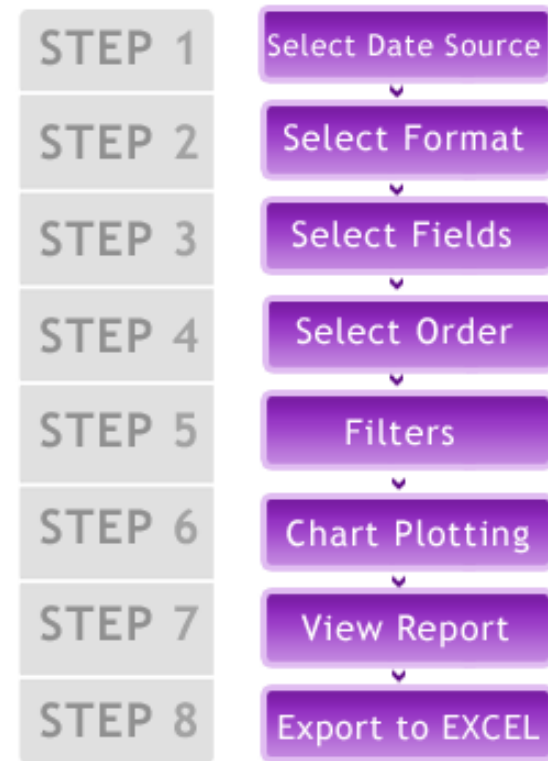 STEP 1 Select Date Source
STEP 2 Select Format
STEP 3 Select Fields
STEP 4 Select Order
STEP 5 Filters
STEP 6 Chart Plotting
STEP 7 View Report
STEP 8 Export to EXCEL